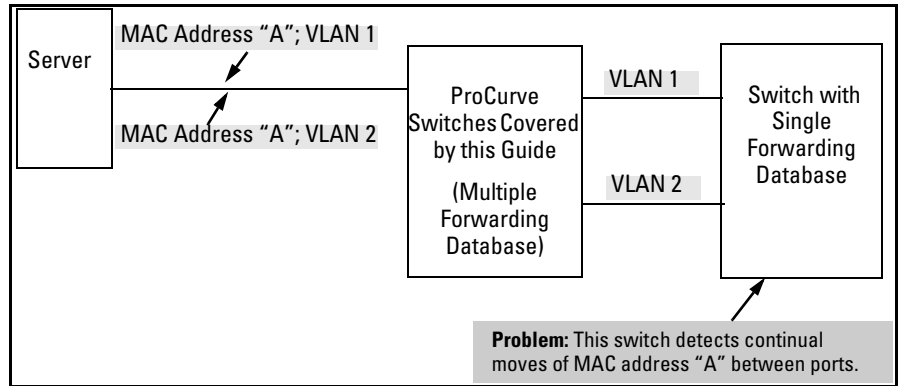 MAC Address “A”; VLAN 1
Server
MAC Address “A”; VLAN 2
ProCurve
Switches Covered
by this Guide
(Multiple
Forwarding
Database)
VLAN 1
VLAN 2
Switch with
Single
Forwarding
Database
Problem: This switch detects continual
moves of MAC address “A” between ports.